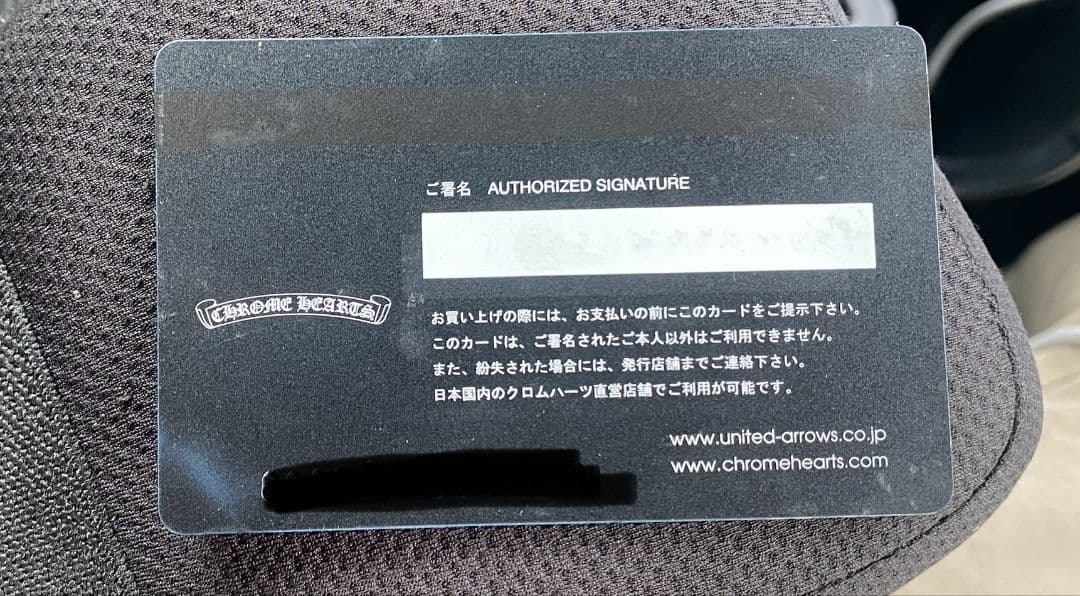 ご署名 AUTHORIZED SIGNATURE
CHROME HEARTS
お買い上げの際には、お支払いの前にこのカードをご提示下さい。
このカードは、ご署名されたご本人以外はご利用できません。
また、紛失された場合には、発行店舗までご連絡下さい。
日本国内のクロムハーツ直営店舗でご利用が可能です。
www.united-arrows.co.jp
www.chromehearts.com